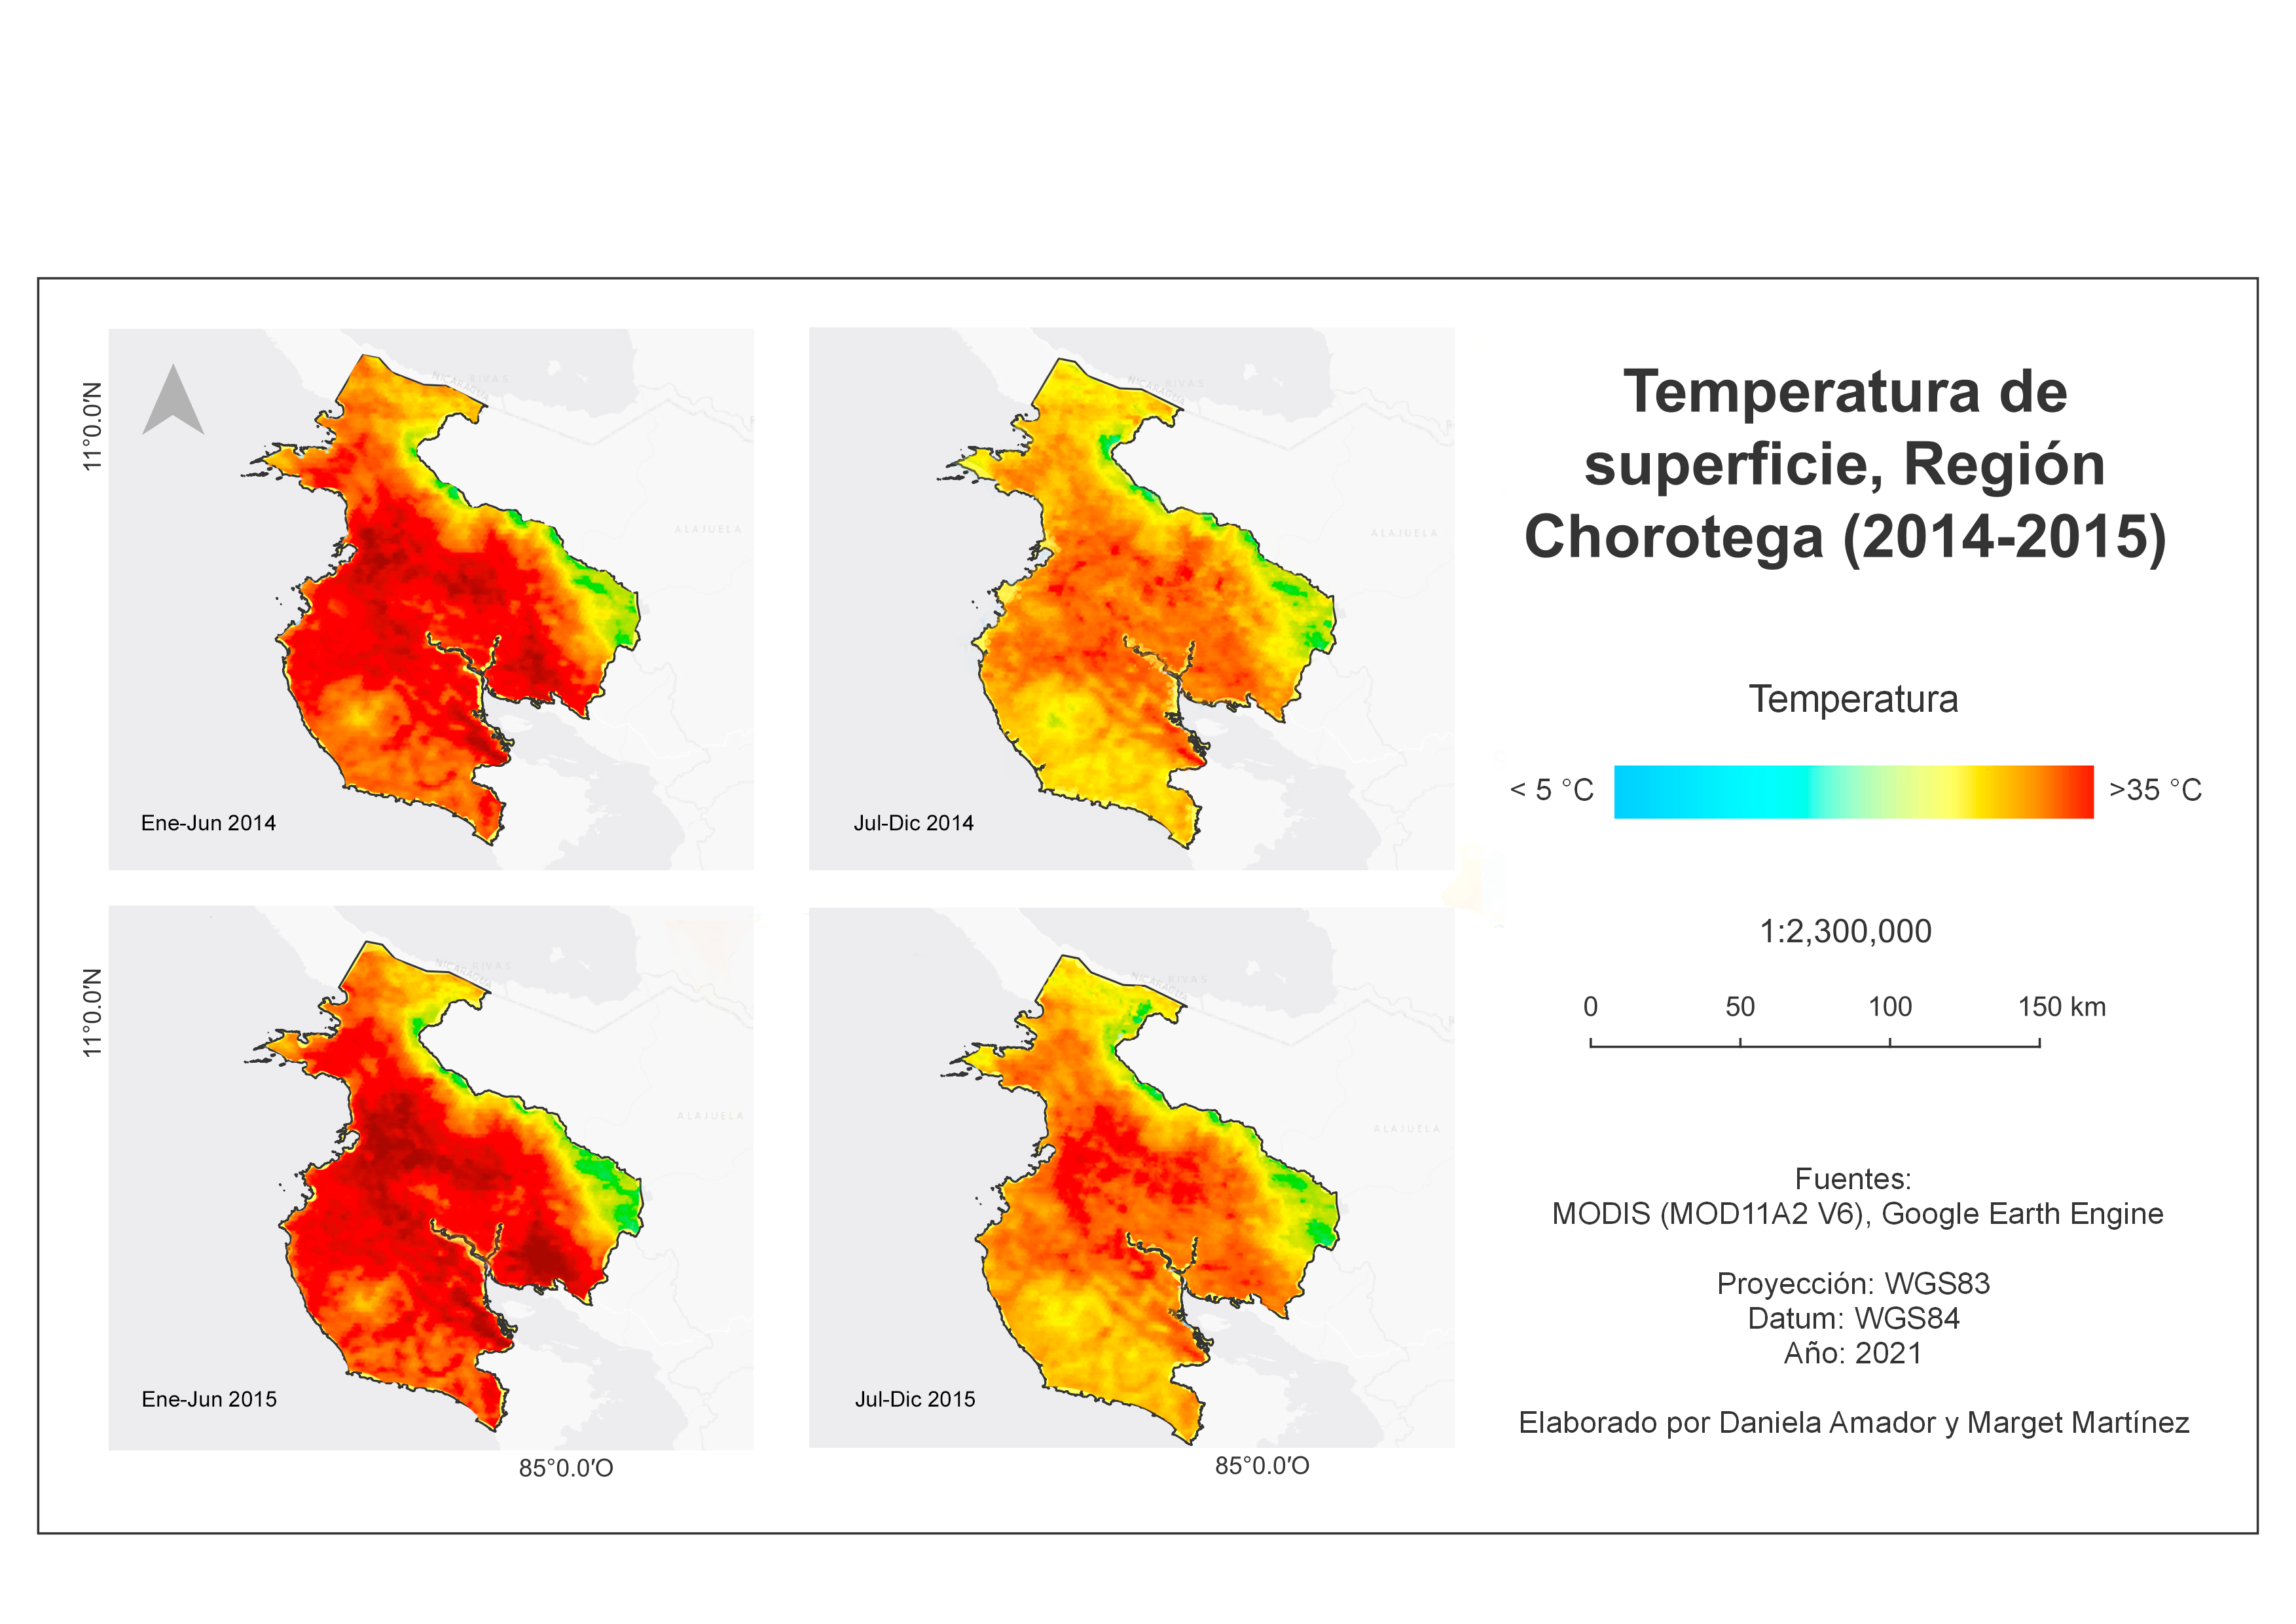 11°0.0'N
NICARAGUA
RIVAS
ALAJUELA
Ene-Jun 2014
NICARAGUA
RIVAS
ALAJUELA
Jul-Dic 2014
11°0.0'N
NICARAGUA
RIVAS
ALAJUELA
Ene-Jun 2015
85°0.0'O
NICARAGUA
RIVAS
ALAJUELA
Jul-Dic 2015
85°0.0'O
Temperatura de
superficie, Región
Chorotega (2014-2015)
Temperatura
< 5 °C
>35 °C
1:2,300,000
0 50 100 150 km
Fuentes:
MODIS (MOD11A2 V6), Google Earth Engine
Proyección: WGS83
Datum: WGS84
Año: 2021
Elaborado por Daniela Amador y Marget Martínez